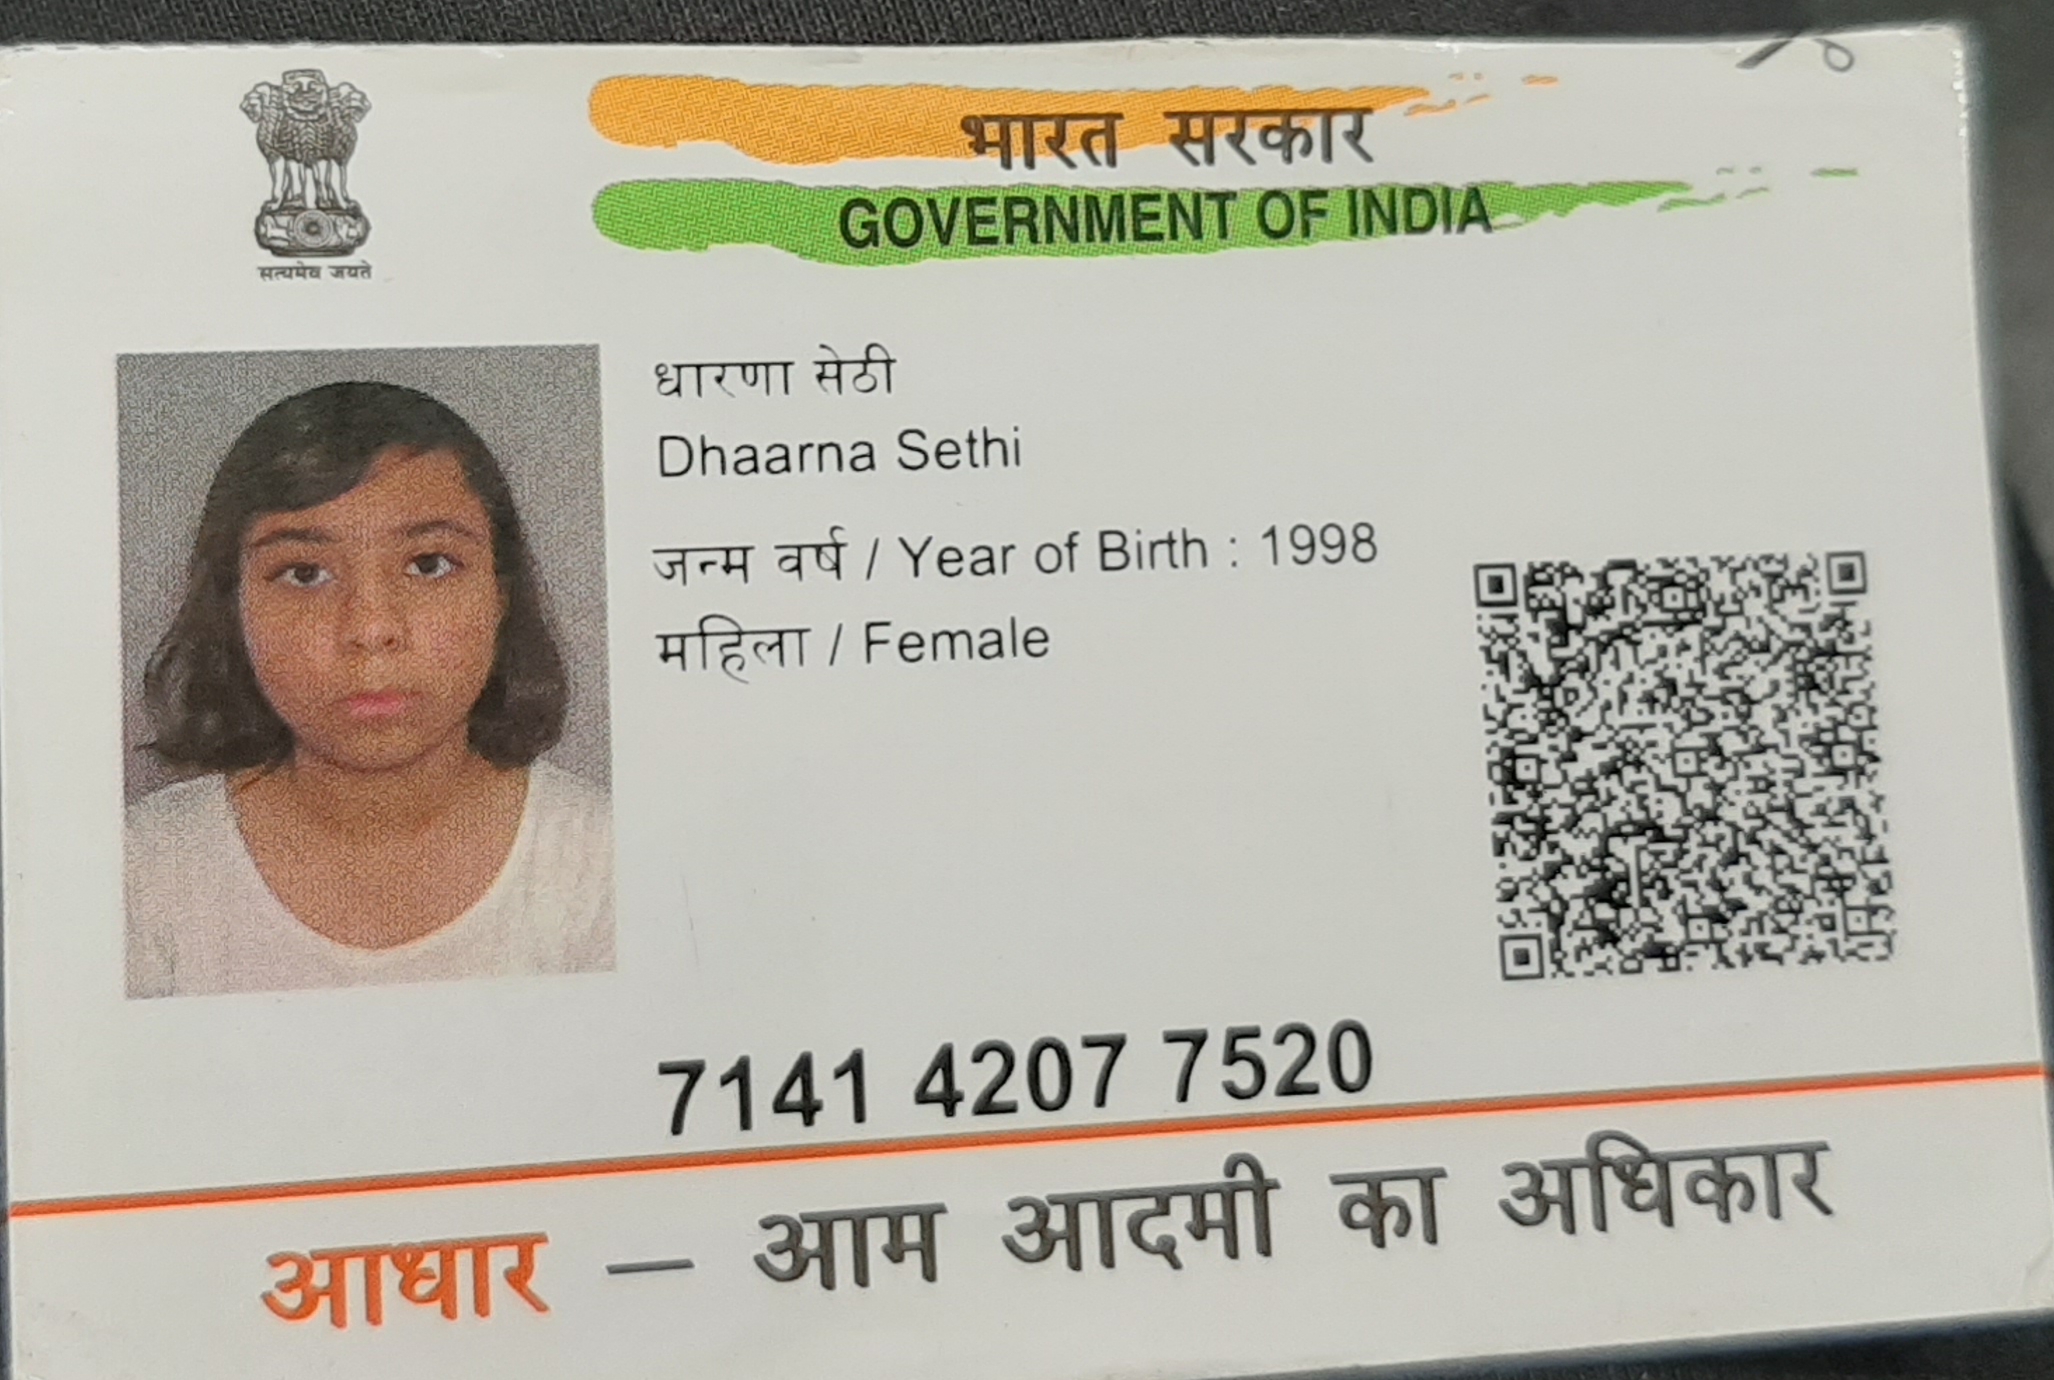 भारत सरकार
GOVERNMENT OF INDIA
सत्यमेव जयते
धारणा सेठी
Dhaarna Sethi
जन्म वर्ष / Year of Birth : 1998
महिला / Female
7141 4207 7520
आधार – आम आदमी का अधिकार